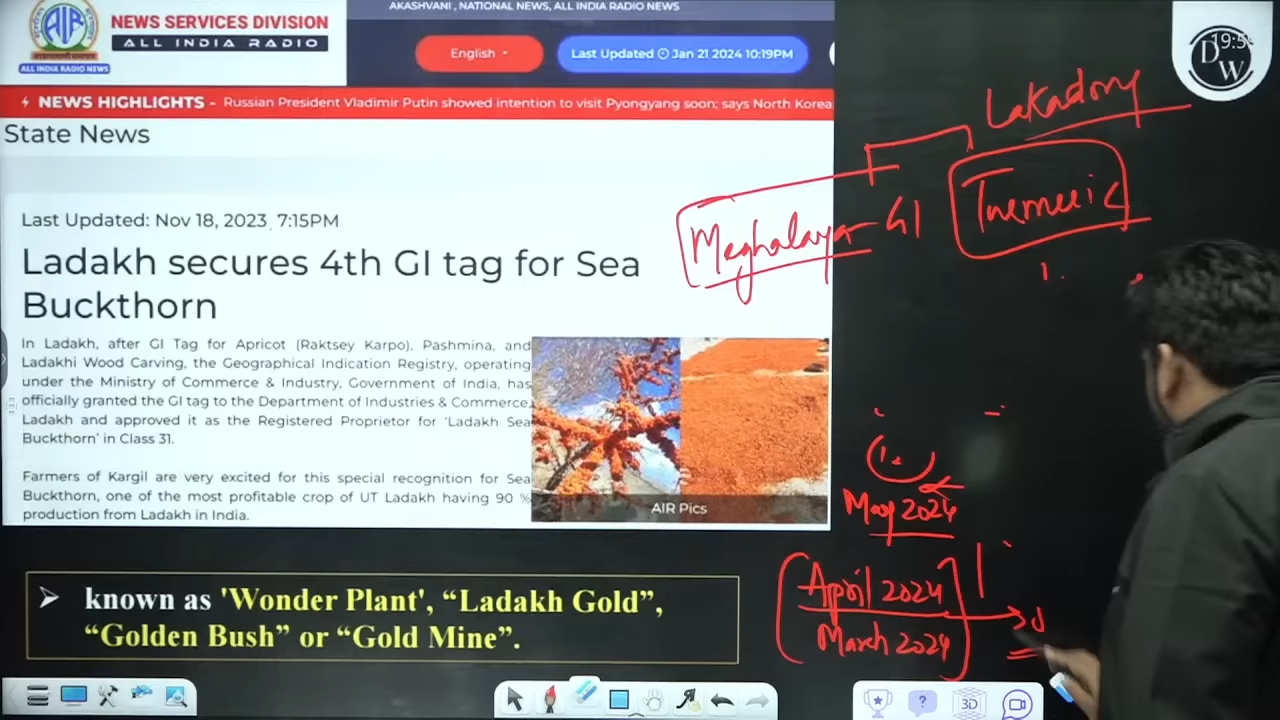 AKASHVANI, NATIONAL NEWS, ALL INDIA RADIO NEWS
AIR
ALL INDIA RADIO NEWS
NEWS SERVICES DIVISION
ALL INDIA RADIO
English
Last Updated Jan 21 2024 10:19PM
NEWS HIGHLIGHTS - Russian President Vladimir Putin showed intention to visit Pyongyang soon; says North Korea
State News
Last Updated: Nov 18, 2023, 7:15PM
Ladakh secures 4th GI tag for Sea
Buckthorn
In Ladakh, after GI Tag for Apricot (Raktsey Karpo), Pashmina, and
Ladakhi Wood Carving, the Geographical Indication Registry, operating
under the Ministry of Commerce & Industry, Government of India, has
officially granted the GI tag to the Department of Industries & Commerce,
Ladakh and approved it as the Registered Proprietor for 'Ladakh Sea
Buckthorn' in Class 31.
Farmers of Kargil are very excited for this special recognition for Sea
Buckthorn, one of the most profitable crop of UT Ladakh having 90 %
production from Ladakh in India.
AIR Pics
known as 'Wonder Plant', “Ladakh Gold”,
“Golden Bush” or “Gold Mine”.
DW
Lakadong
Meghalaya - GI Turmeric
1.
1.
May 2024
April 2024
March 2024
3D